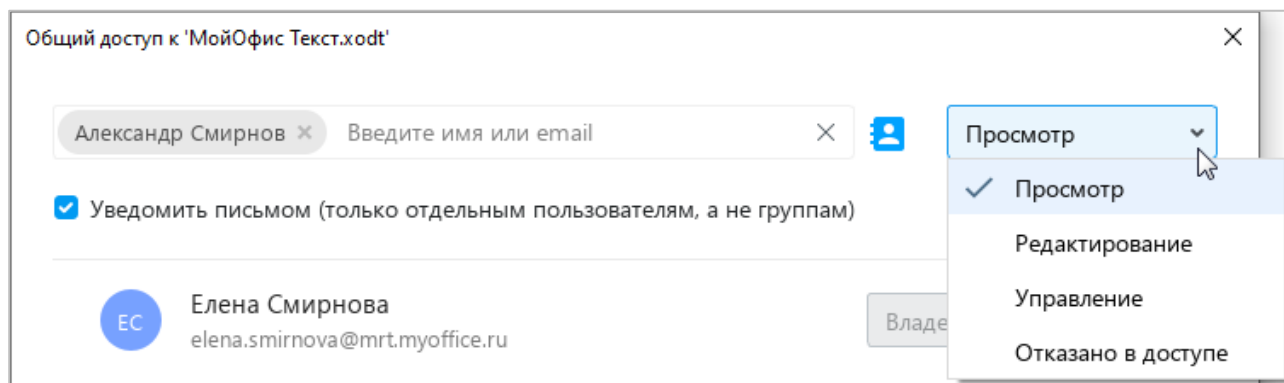 Общий доступ к 'МойОфис Текст.xodt'
Александр Смирнов Введите имя или email Просмотр
Просмотр
Уведомить письмом (только отдельным пользователям, а не группам)
Редактирование
Управление
Елена Смирнова
ЕС
Владе
elena.smirnova@mrt.myoffice.ru
Отказано в доступе